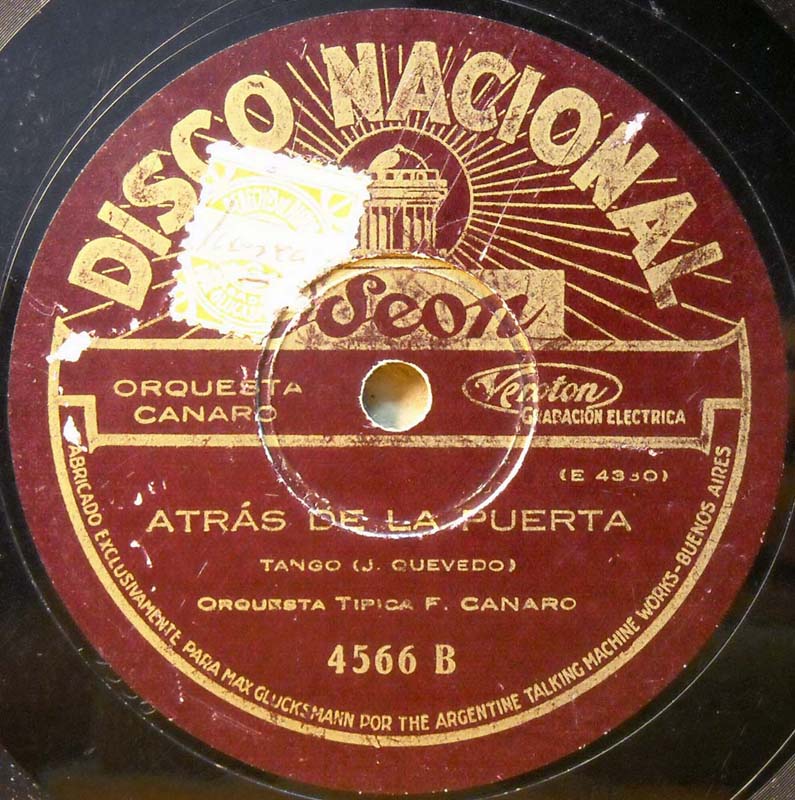 DISCO NACIONAL
Odeon
ORQUESTA
CANARO
Veroton
GRABACIÓN ELECTRICA
ATRÁS DE LA PUERTA
TANGO (J. QUEVEDO)
ORQUESTA TIPICA F. CANARO
4566 B
FABRICADO EXCLUSIVAMENTE PARA MAX GLUCKSMANN POR THE ARGENTINE TALKING MACHINE WORKS-BUENOS AIRES